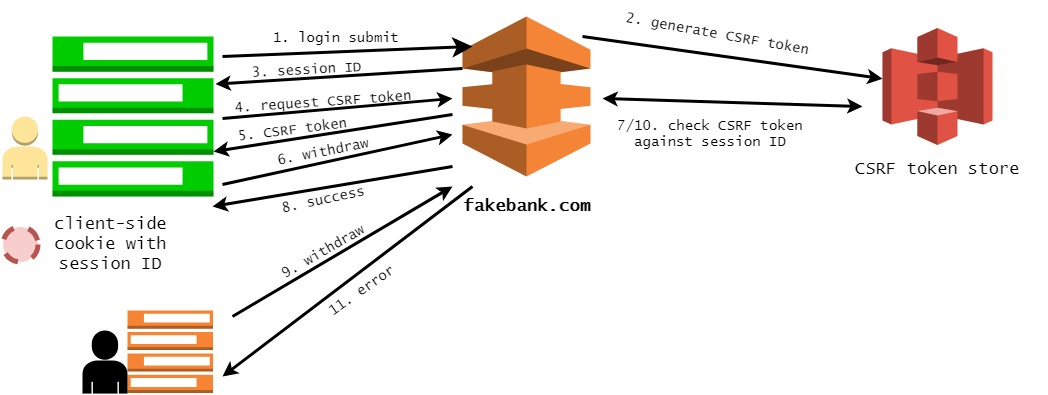 1. login submit
2. generate CSRF token
3. session ID
4. request CSRF token
5. CSRF token
6. withdraw
7/10. check CSRF token
against session ID
CSRF token store
8. success
fakebank.com
client-side
cookie with
session ID
9. withdraw
11. error